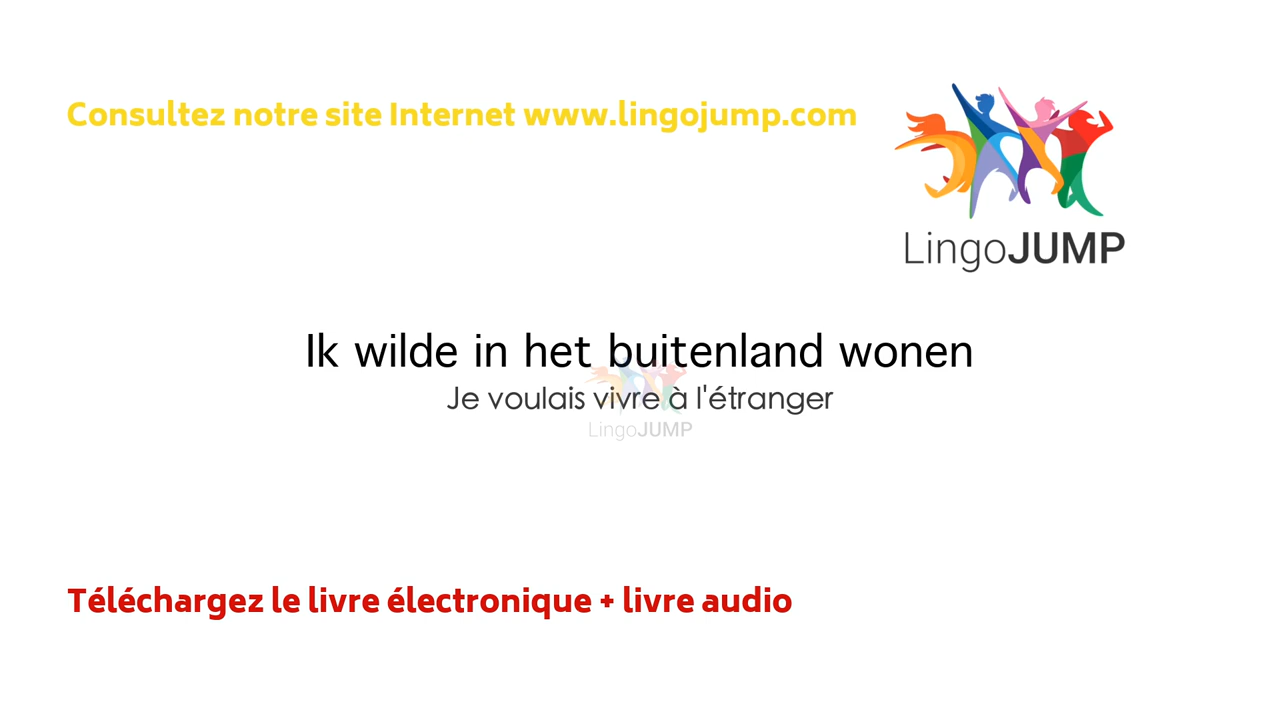 Consultez notre site Internet www.lingojump.com
LingoJUMP
Ik wilde in het buitenland wonen
Je voulais vivre à l'étranger
LingoJUMP
Téléchargez le livre électronique + livre audio